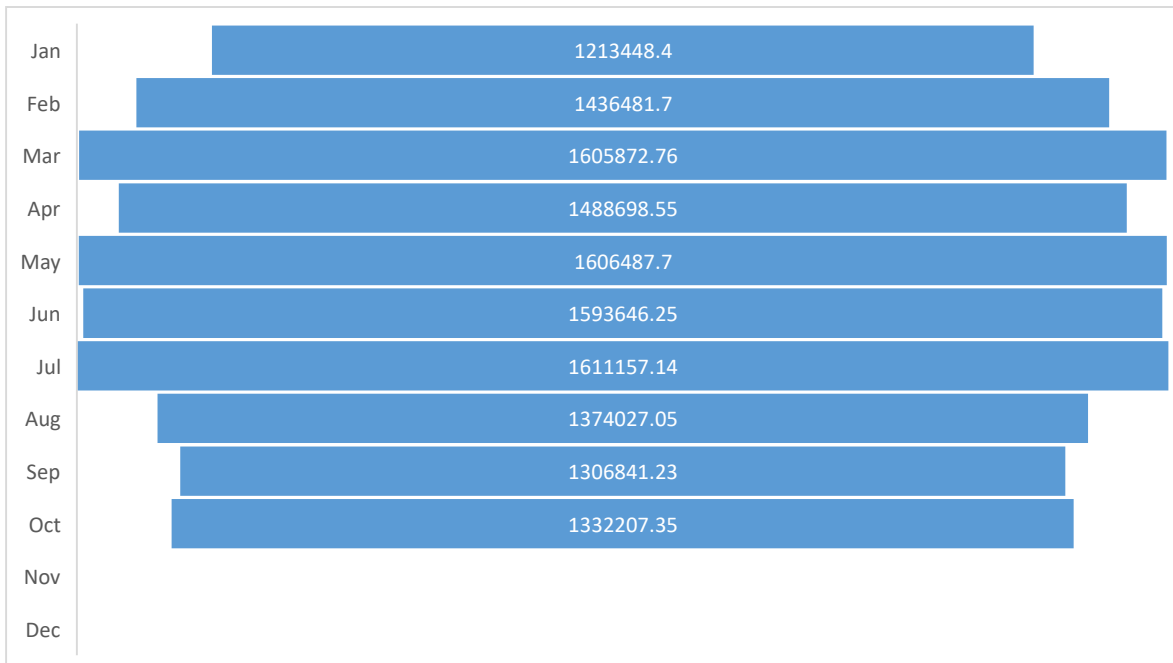 Jan 1213448.4
Feb 1436481.7
Mar 1605872.76
Apr 1488698.55
May 1606487.7
Jun 1593646.25
Jul 1611157.14
Aug 1374027.05
Sep 1306841.23
Oct 1332207.35
Nov
Dec